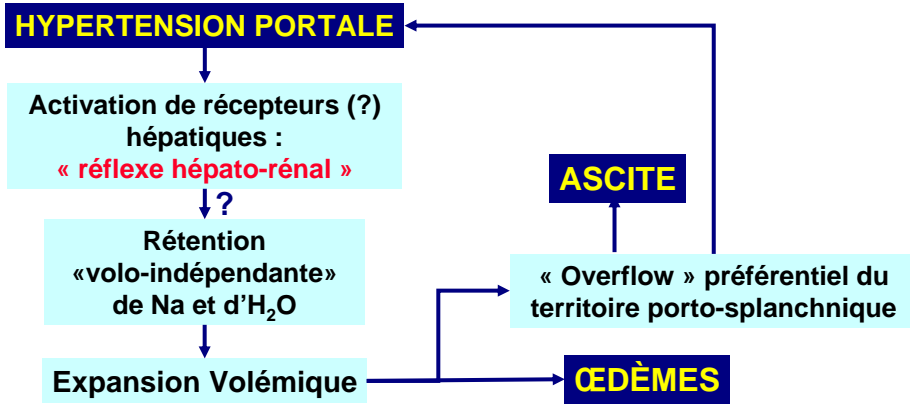 HYPERTENSION PORTALE
Activation de récepteurs (?)
hépatiques :
« réflexe hépato-rénal »
?
Rétention
«volo-indépendante»
de Na et d'H₂O
Expansion Volémique
ASCITE
« Overflow » préférentiel du
territoire porto-splanchnique
ŒDÈMES